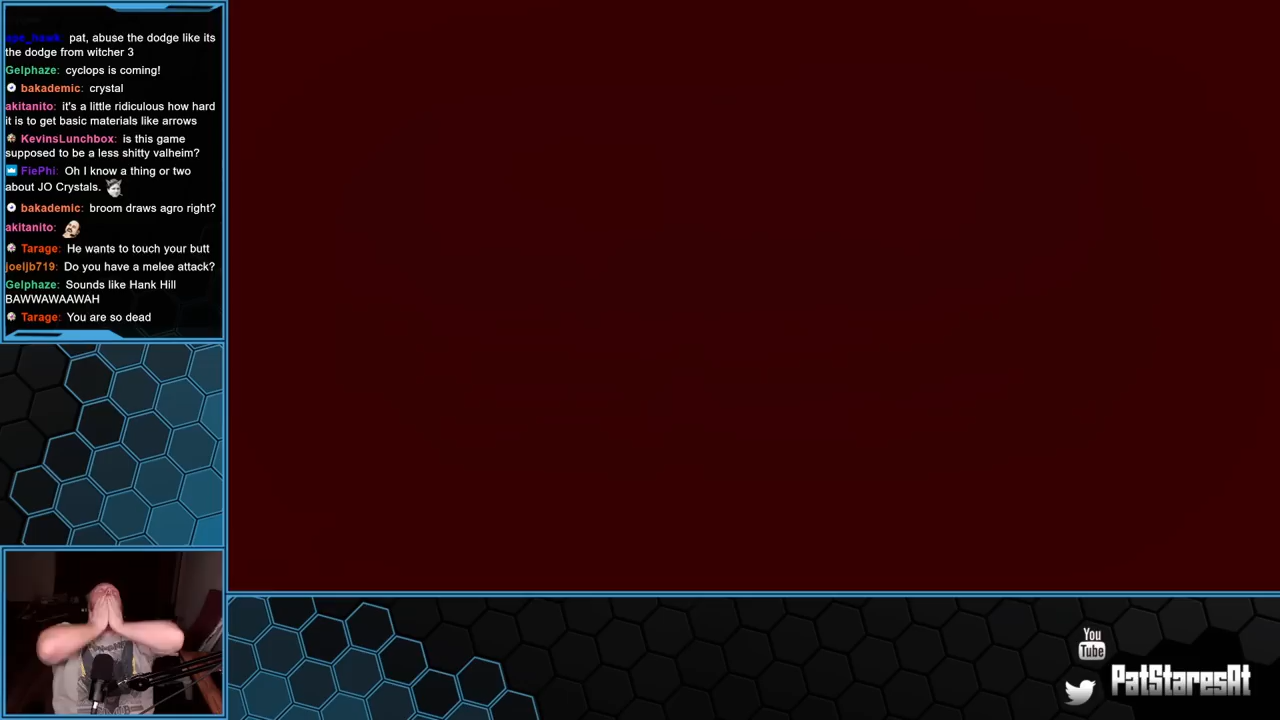 ape_hawk pat, abuse the dodge like its
the dodge from witcher 3
Gelphaze: cyclops is coming!
bakademic: crystal
akitanito: it's a little ridiculous how hard
it is to get basic materials like arrows
KevinsLunchbox: is this game
supposed to be a less shitty valheim?
FiePhi: Oh I know a thing or two
about JO Crystals.
bakademic: broom draws agro right?
akitanito:
Tarage: He wants to touch your butt
joeijb719: Do you have a melee attack?
Gelphaze: Sounds like Hank Hill
BAWWAWAAWAH
Tarage: You are so dead
You
Tube
PatStaresAt